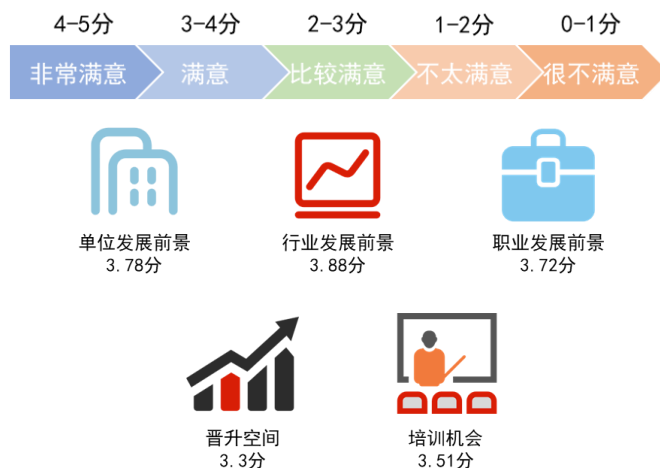 4-5分 3-4分 2-3分 1-2分 0-1分
非常满意 满意 比较满意 不太满意 很不满意
单位发展前景 行业发展前景 职业发展前景
3.78分 3.88分 3.72分
晋升空间 培训机会
3.3分 3.51分